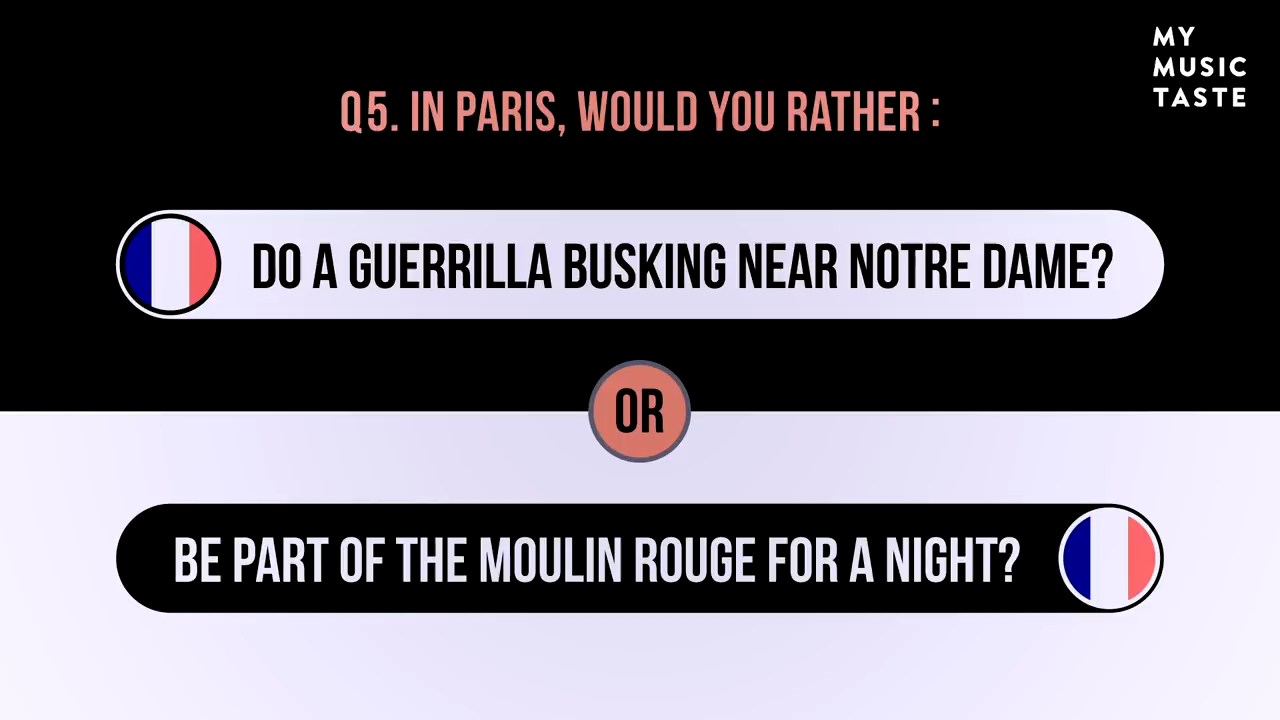 MY
MUSIC
TASTE
Q5. IN PARIS, WOULD YOU RATHER :
DO A GUERRILLA BUSKING NEAR NOTRE DAME?
OR
BE PART OF THE MOULIN ROUGE FOR A NIGHT?